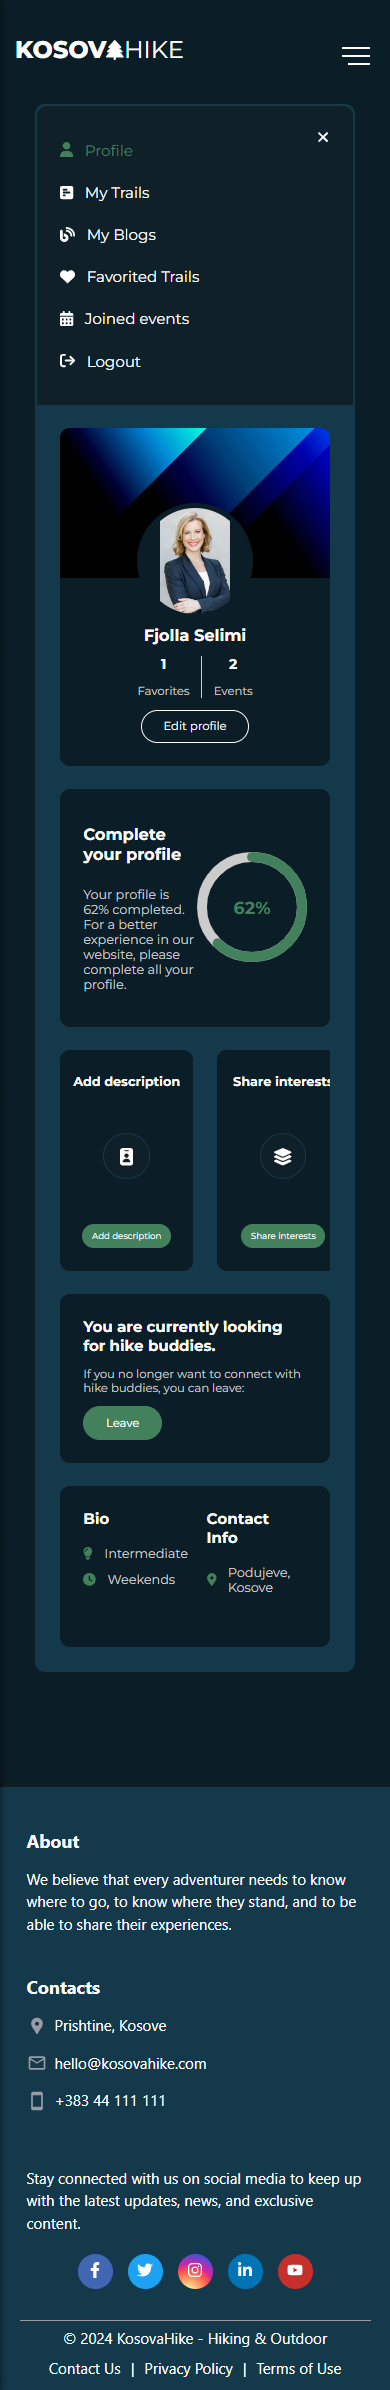 KOSOVAHIKE
Profile
My Trails
My Blogs
Favorited Trails
Joined events
Logout
Fjolla Selimi
1 2
Favorites Events
Edit profile
Complete
your profile
Your profile is
62% completed.
For a better
experience in our
website, please
complete all your
profile.
62%
Add description
Add description
Share interests
Share interests
You are currently looking
for hike buddies.
If you no longer want to connect with
hike buddies, you can leave:
Leave
Bio
Intermediate
Weekends
Contact
Info
Podujeve,
Kosove
About
We believe that every adventurer needs to know
where to go, to know where they stand, and to be
able to share their experiences.
Contacts
Prishtine, Kosove
hello@kosovahike.com
+383 44 111 111
Stay connected with us on social media to keep up
with the latest updates, news, and exclusive
content.
© 2024 KosovaHike - Hiking & Outdoor
Contact Us | Privacy Policy | Terms of Use